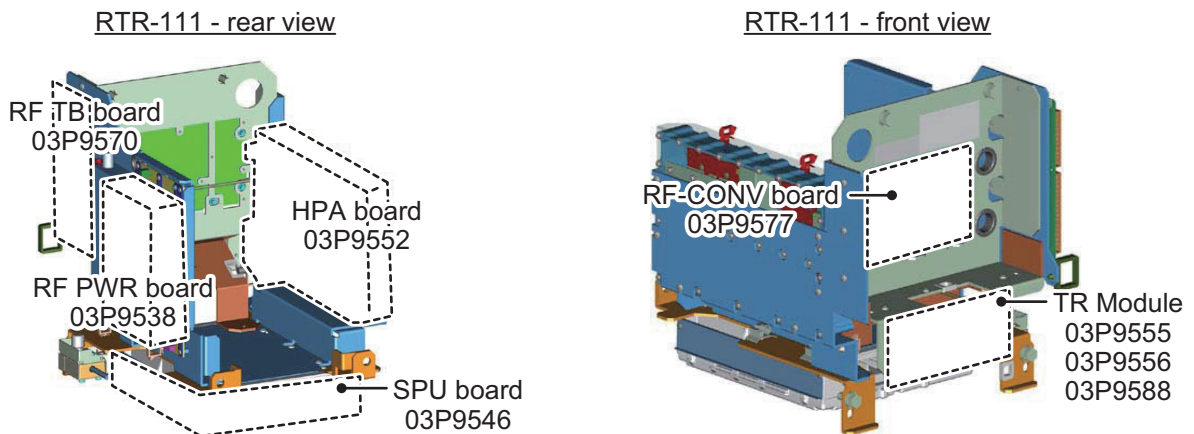 RTR-111 - rear view
RF TB board
03P9570
HPA board
03P9552
RF PWR board
03P9538
SPU board
03P9546
RTR-111 - front view
RF-CONV board
03P9577
TR Module
03P9555
03P9556
03P9588